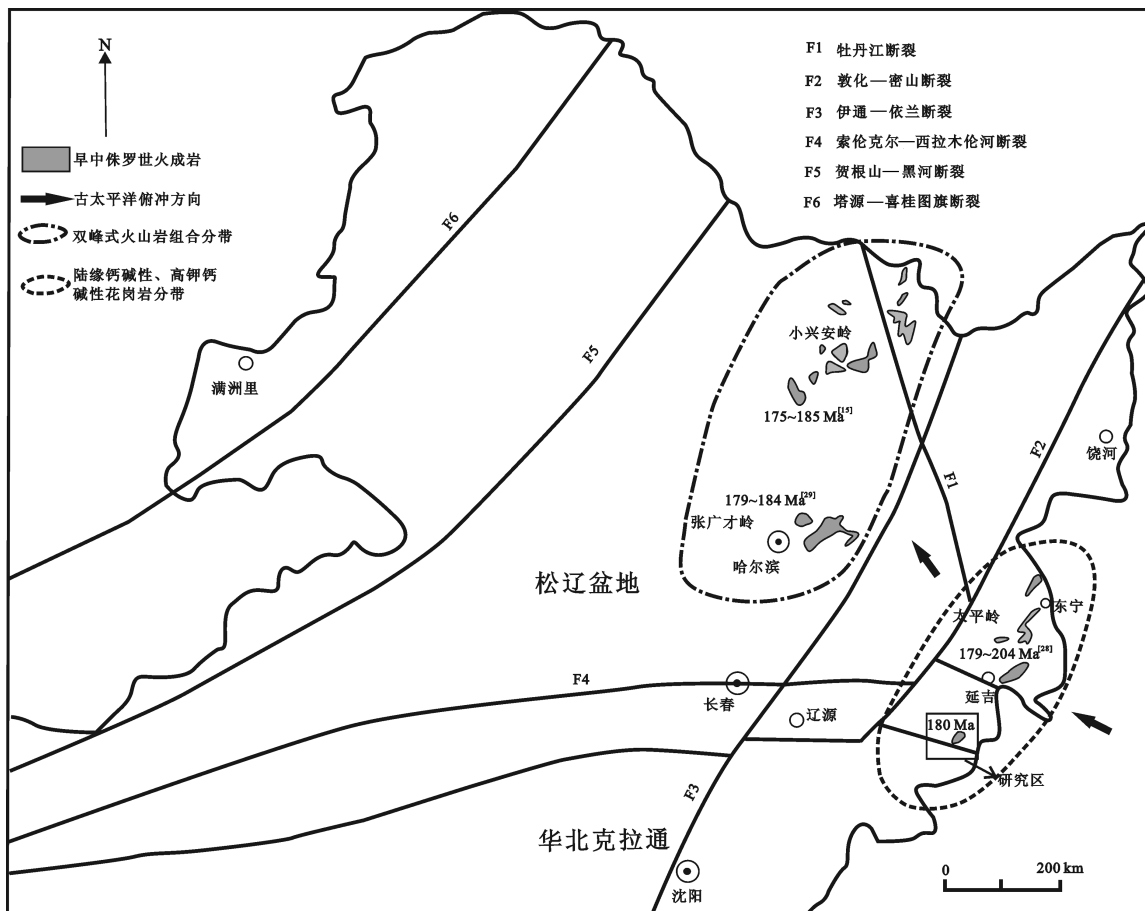 N
早中侏罗世火成岩
古太平洋俯冲方向
双峰式火山岩组合分带
陆缘钙碱性、高钾钙
碱性花岗岩分带
F1 牡丹江断裂
F2 敦化—密山断裂
F3 伊通—依兰断裂
F4 索伦克尔—西拉木伦河断裂
F5 贺根山—黑河断裂
F6 塔源—喜桂图旗断裂
F6
F5
满洲里
小兴安岭
175~185 Ma[15]
F2
饶河
F1
179~184 Ma[29]
张广才岭
哈尔滨
松辽盆地
太平岭
东宁
179~204 Ma[28]
延吉
F4
长春
辽源
180 Ma
研究区
F3
华北克拉通
沈阳
0 200 km